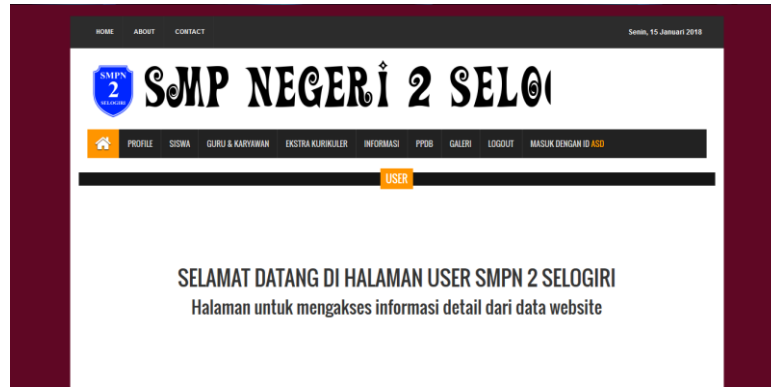 HOME ABOUT CONTACT Senin, 15 Januari 2018
SMPN
2
SELOGIRI
SMP NEGERi 2 SELOG
PROFILE SISWA GURU & KARYAWAN EKSTRA KURIKULER INFORMASI PPDB GALERI LOGOUT MASUK DENGAN ID ASD
USER
SELAMAT DATANG DI HALAMAN USER SMPN 2 SELOGIRI
Halaman untuk mengakses informasi detail dari data website